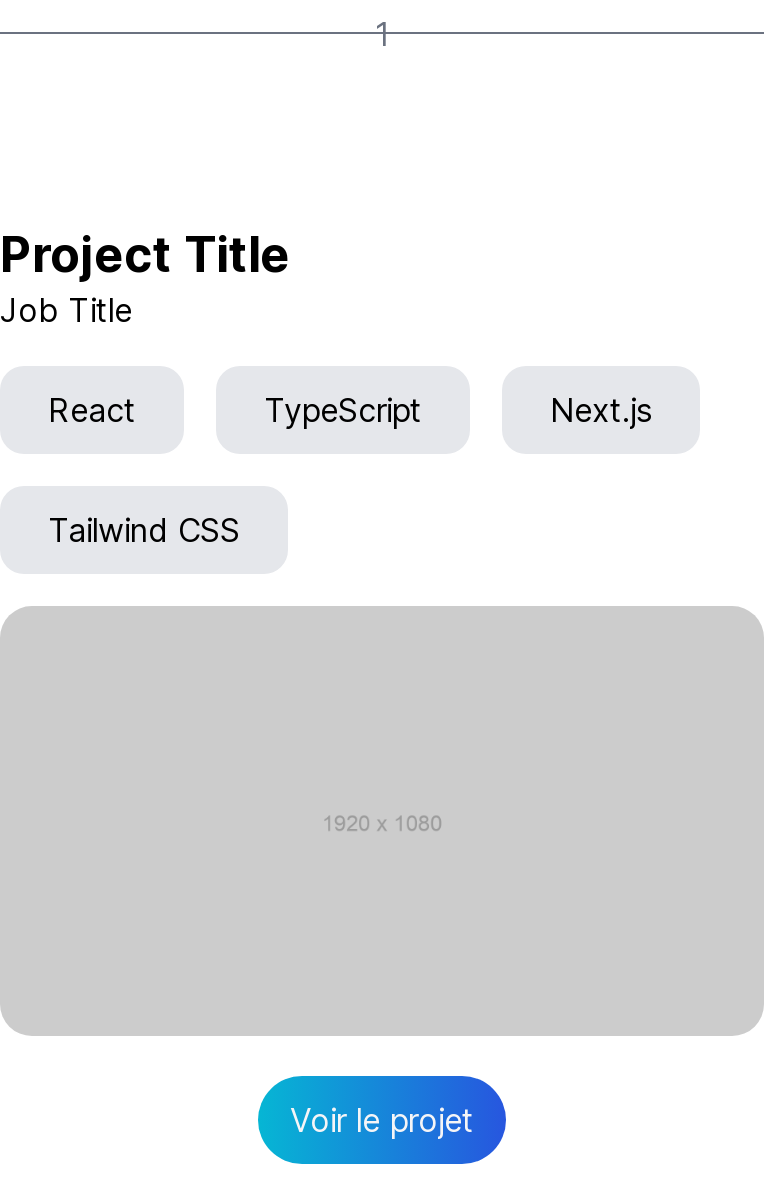 1
Project Title
Job Title
React TypeScript Next.js
Tailwind CSS
1920 x 1080
Voir le projet